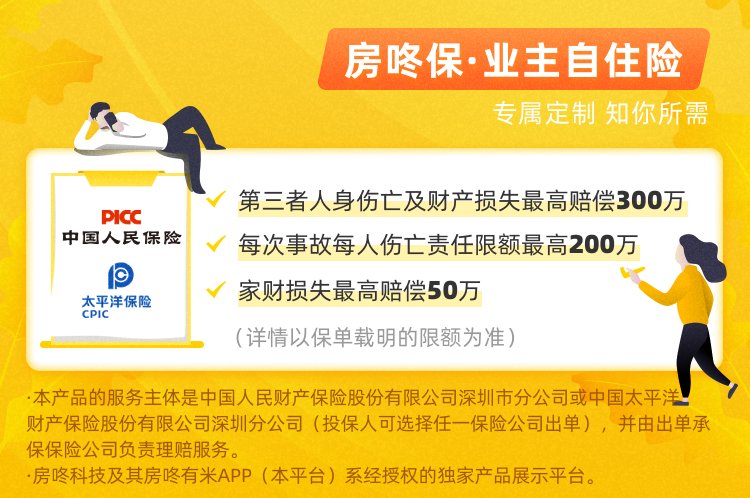 房咚保·业主自住险
专属定制 知你所需
PICC
中国人民保险
太平洋保险
CPIC
第三者人身伤亡及财产损失最高赔偿300万
每次事故每人伤亡责任限额最高200万
家财损失最高赔偿50万
（详情以保单载明的限额为准）
·本产品的服务主体是中国人民财产保险股份有限公司深圳市分公司或中国太平洋
财产保险股份有限公司深圳分公司（投保人可选择任一保险公司出单），并由出单承
保保险公司负责理赔服务。
·房咚科技及其房咚有米APP（本平台）系经授权的独家产品展示平台。